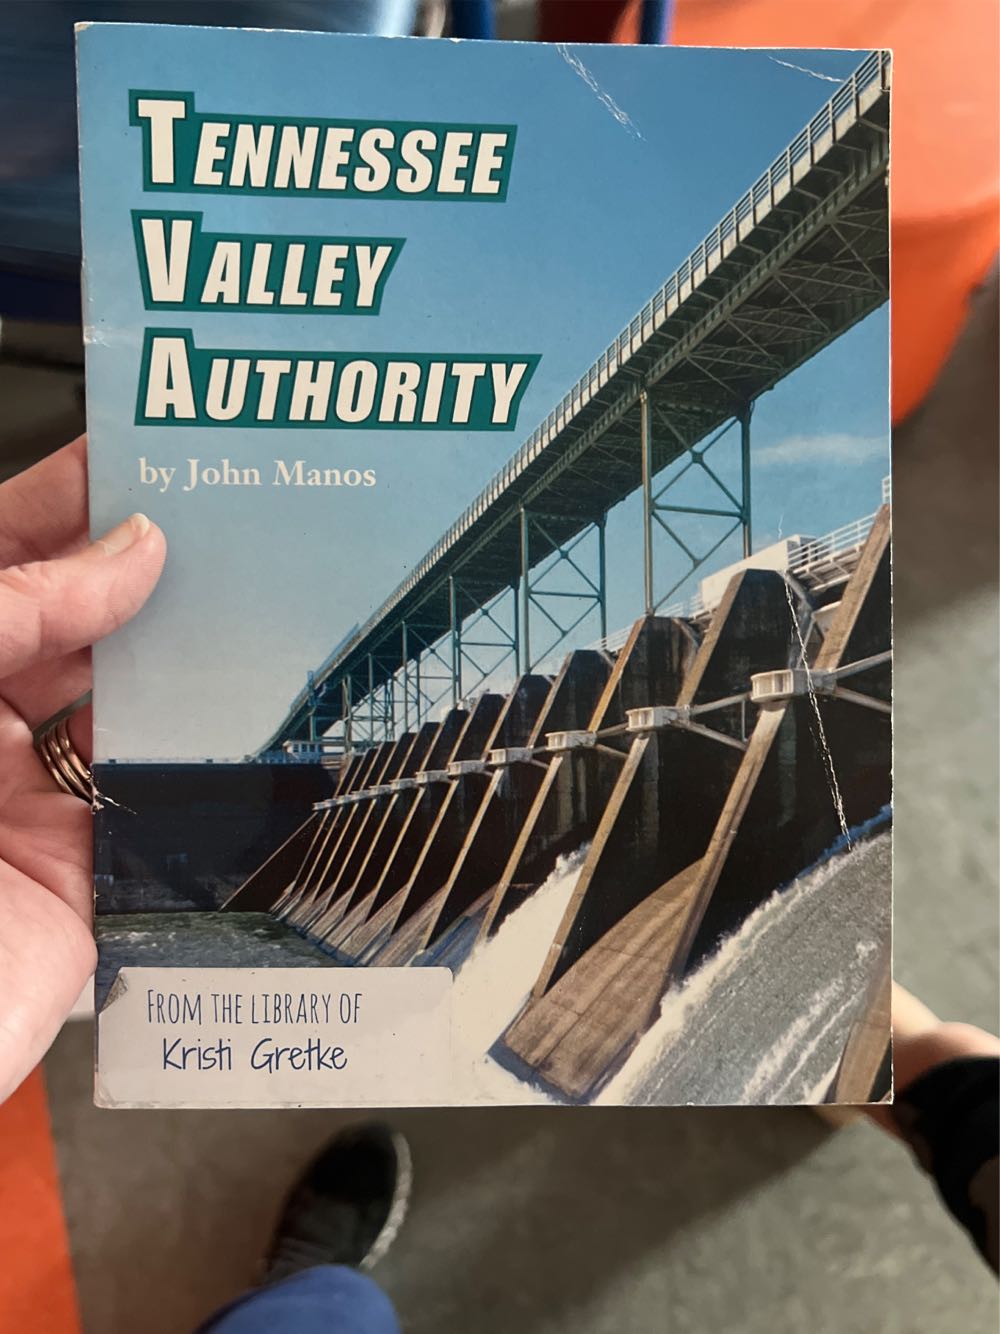 TENNESSEE
VALLEY
AUTHORITY
by John Manos
FROM THE LIBRARY OF
Kristi Gretke